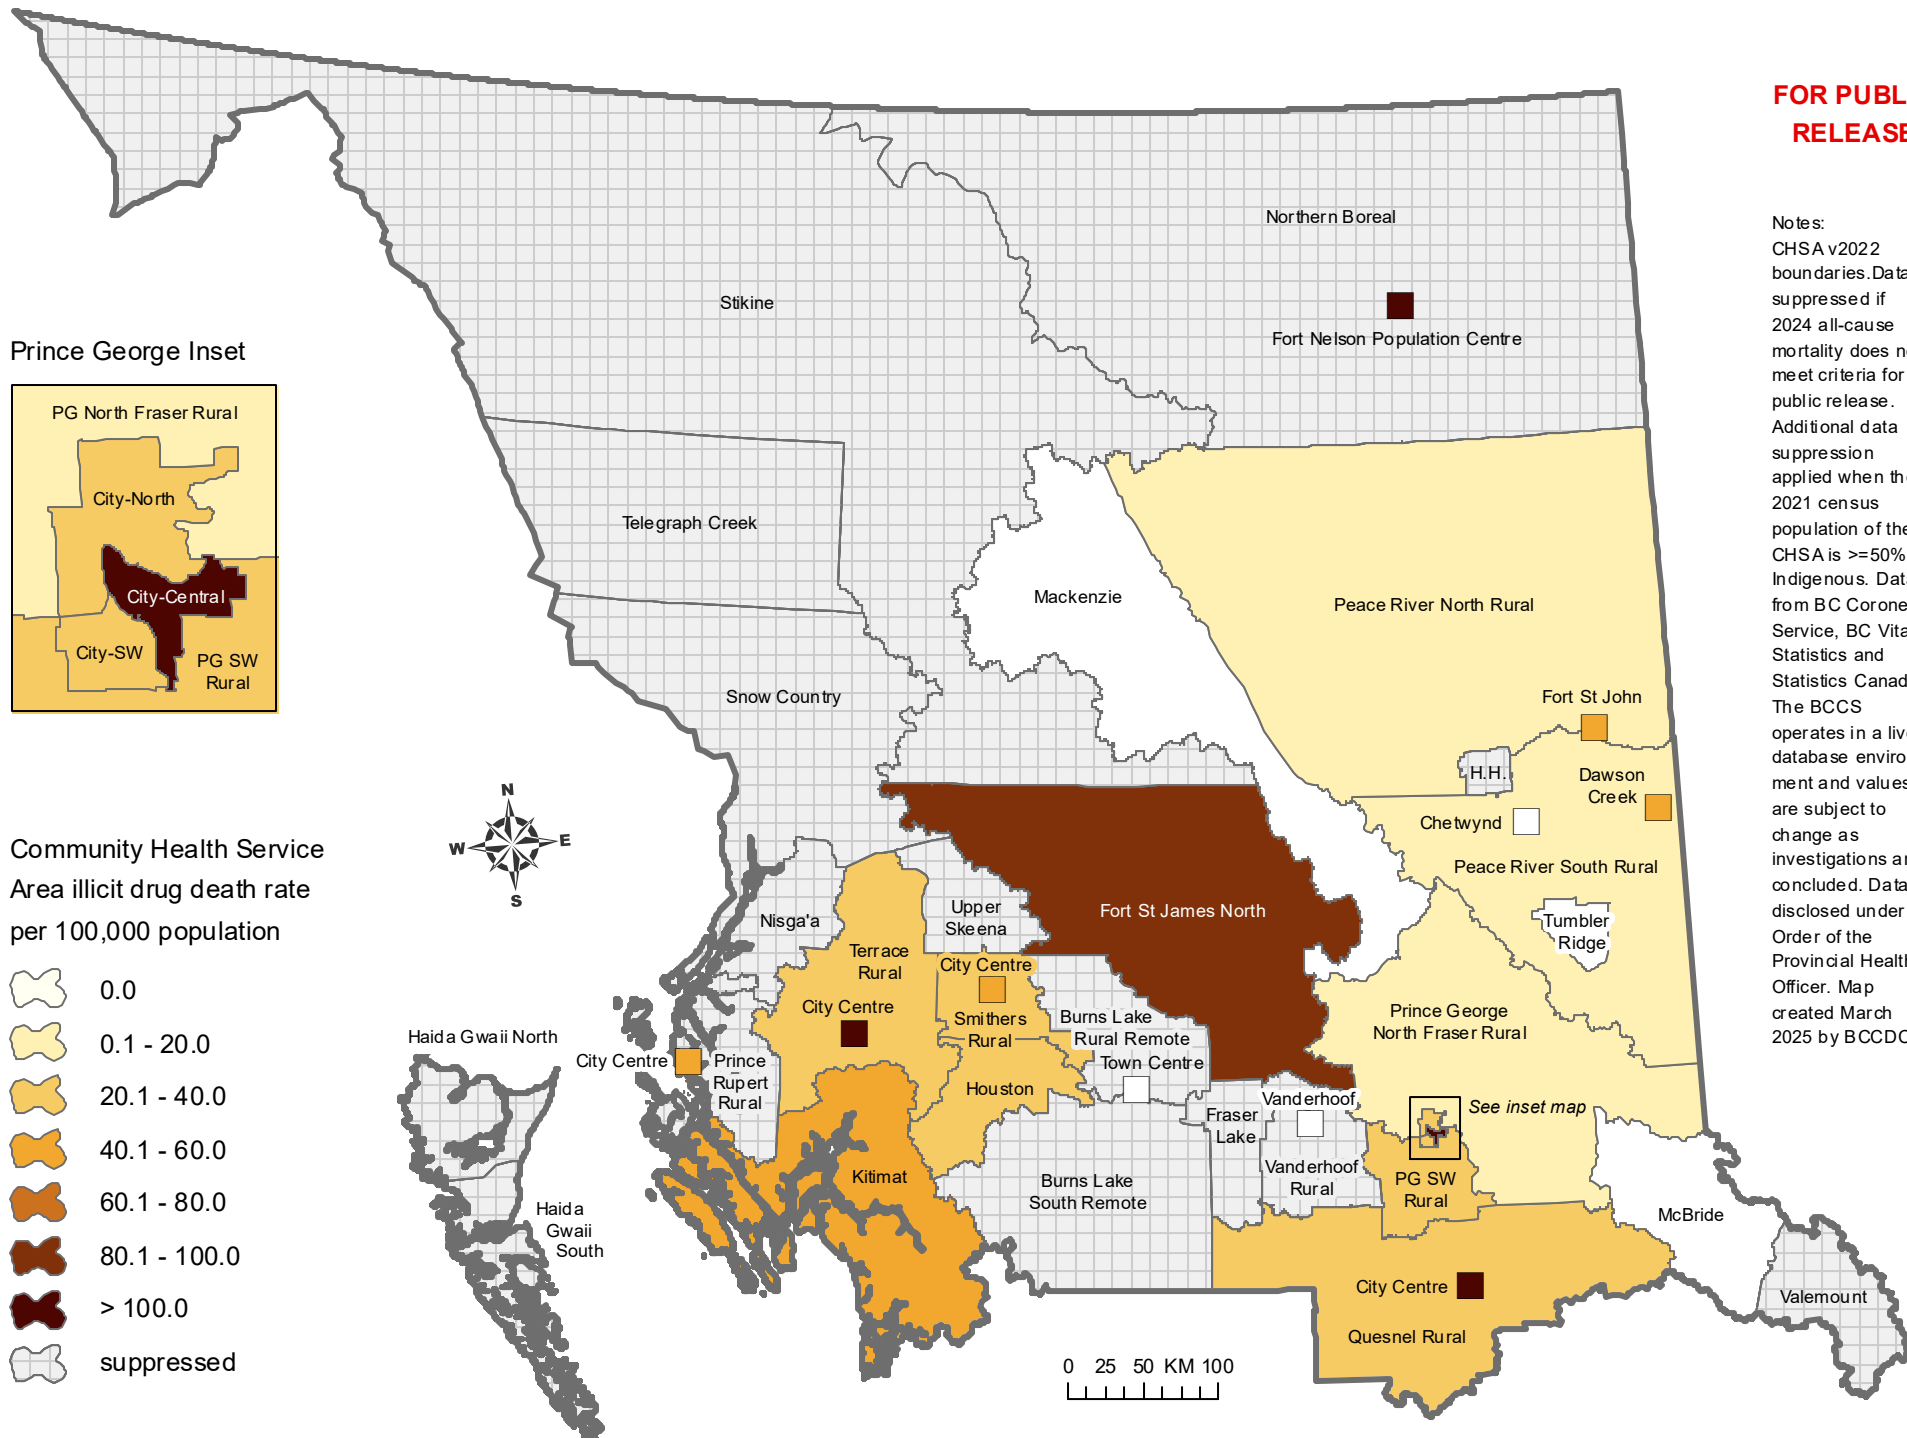 FOR PUBL
RELEASE
Notes:
CHSA v2022
boundaries.Data
suppressed if
2024 all-cause
mortality does n
meet criteria for
public release.
Additional data
suppression
applied when the
2021 census
population of the
CHSA is >=50%
Indigenous. Data
from BC Corone
Service, BC Vita
Statistics and
Statistics Canad
The BCCS
operates in a live
database enviro
ment and values
are subject to
change as
investigations ar
concluded. Data
disclosed under
Order of the
Provincial Health
Officer. Map
created March
2025 by BCCDC
Northern Boreal
Stikine
Fort Nelson Population Centre
Prince George Inset
PG North Fraser Rural
City-North
City-Central
City-SW
PG SW
Rural
Telegraph Creek
Mackenzie
Peace River North Rural
Snow Country
Fort St John
H.H.
Dawson
Creek
Chetwynd
Peace River South Rural
Tumbler
Ridge
N
W
E
S
Community Health Service
Area illicit drug death rate
per 100,000 population
0.0
0.1 - 20.0
20.1 - 40.0
40.1 - 60.0
60.1 - 80.0
80.1 - 100.0
> 100.0
suppressed
Nisga'a
Upper
Skeena
Fort St James North
Terrace
Rural
City Centre
City Centre
Smithers
Rural
Burns Lake
Rural Remote
Town Centre
Prince George
North Fraser Rural
Haida Gwaii North
City Centre
Prince
Rupert
Rural
Houston
Fraser
Lake
Vanderhoof
See inset map
Kitimat
Burns Lake
South Remote
Vanderhoof
Rural
PG SW
Rural
McBride
Haida
Gwaii
South
City Centre
Valemount
Quesnel Rural
0 25 50 KM 100